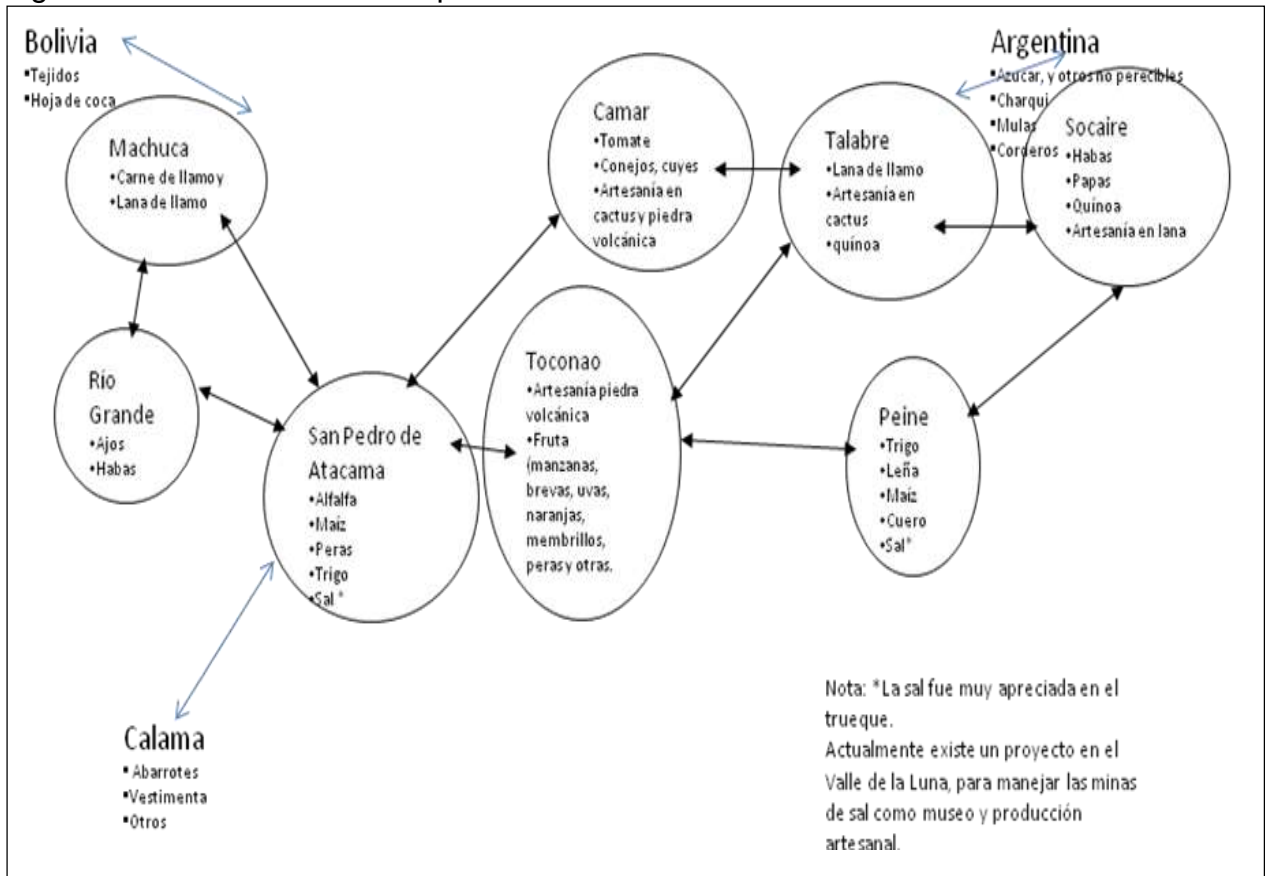 Bolivia
▪Tejidos
▪Hoja de coca
Machuca
•Carne de llamo y
•Lana de llamo
Río
Grande
•Ajos
•Habas
San Pedro de
Atacama
•Alfalfa
•Maíz
•Peras
•Trigo
•Sal *
Calama
▪ Abarrotes
▪Vestimenta
▪Otros
Camar
•Tomate
•Conejos, cuyes
•Artesanía en
cactus y piedra
volcánica
Toconao
•Artesanía piedra
volcánica
•Fruta
(manzanas,
brevas, uvas,
naranjas,
membrillos,
peras y otras.
Talabre
•Lana de llamo
•Artesanía en
cactus
•quínoa
Argentina
▪Azúcar, y otros no perecibles
▪Charqui
▪Mulas
▪Corderos
Socaire
•Habas
•Papas
•Quínoa
•Artesanía en lana
Peine
•Trigo
•Leña
•Maíz
•Cuero
•Sal*
Nota: *La sal fue muy apreciada en el
trueque.
Actualmente existe un proyecto en el
Valle de la Luna, para manejar las minas
de sal como museo y producción
artesanal.